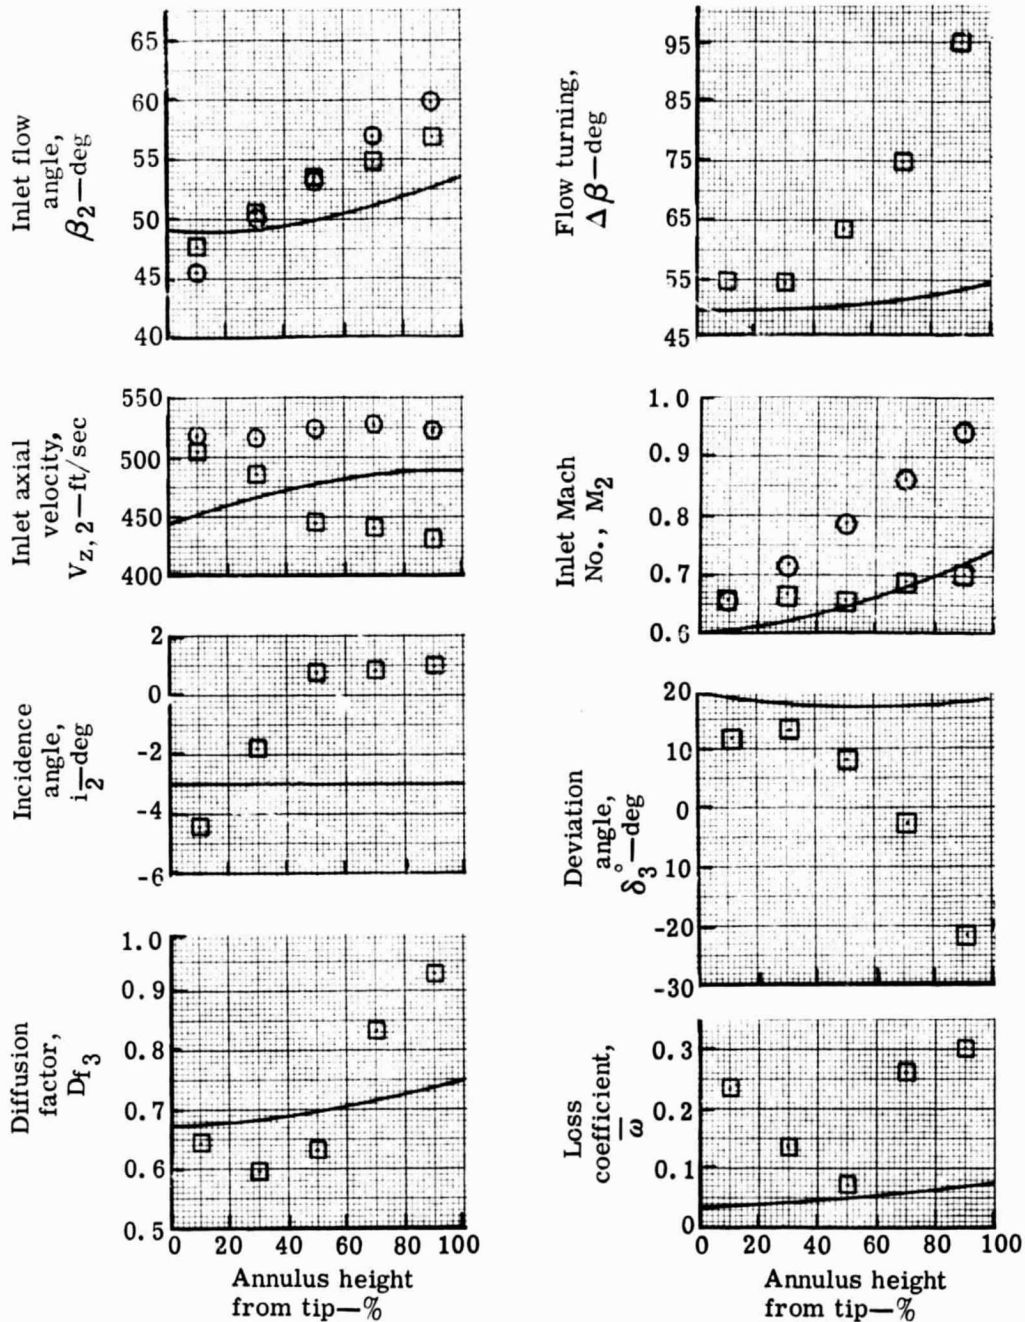 Inlet flow
angle,
β2—deg
65
60
55
50
45
40
Flow turning,
Δβ—deg
95
85
75
65
55
45
Inlet axial
velocity,
Vz, 2—ft/sec
550
500
450
400
Inlet Mach
No., M2
1.0
0.9
0.8
0.7
0.6
Incidence
angle,
i2—deg
2
0
-2
-4
-6
Deviation
angle,
δ°3—deg
20
10
0
10
-20
-30
Diffusion
factor,
Df3
1.0
0.9
0.8
0.7
0.6
0.5
0 20 40 60 80 100
Annulus height
from tip—%
Loss
coefficient,
ω̅
0.3
0.2
0.1
0
0 20 40 60 80 100
Annulus height
from tip—%